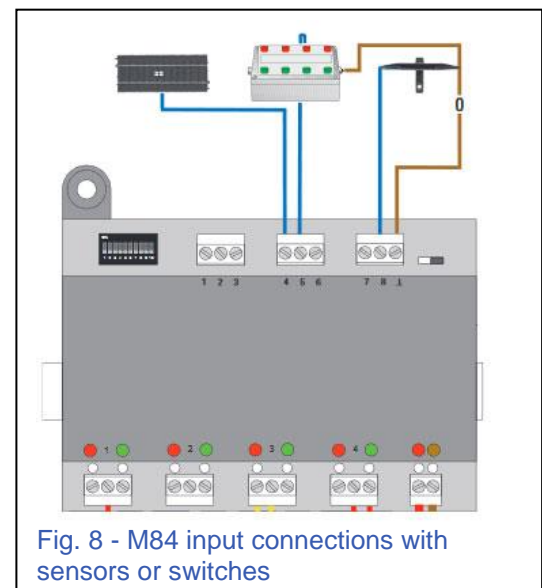 0
1 2 3
4 5 6
7 8 ⊥
1
2
3
4
Fig. 8 - M84 input connections with
sensors or switches